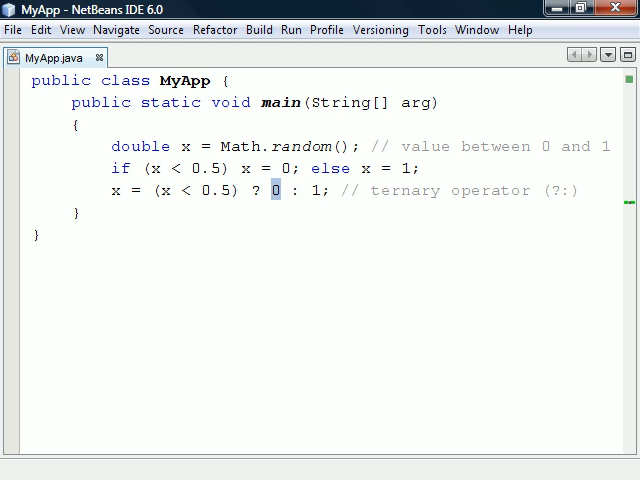 MyApp - NetBeans IDE 6.0
File Edit View Navigate Source Refactor Build Run Profile Versioning Tools Window Help
MyApp.java
public class MyApp {
public static void main(String[] arg)
{
double x = Math.random(); // value between 0 and 1
if (x < 0.5) x = 0; else x = 1;
x = (x < 0.5) ? 0 : 1; // ternary operator (?:)
}
}